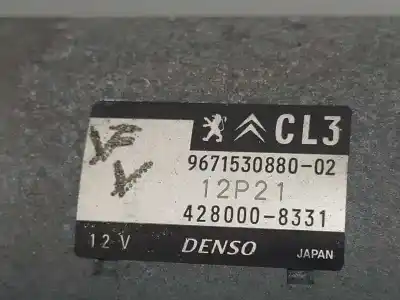 CL3
9671530880-02
12P21
428000-8331
12 V DENSO JAPAN